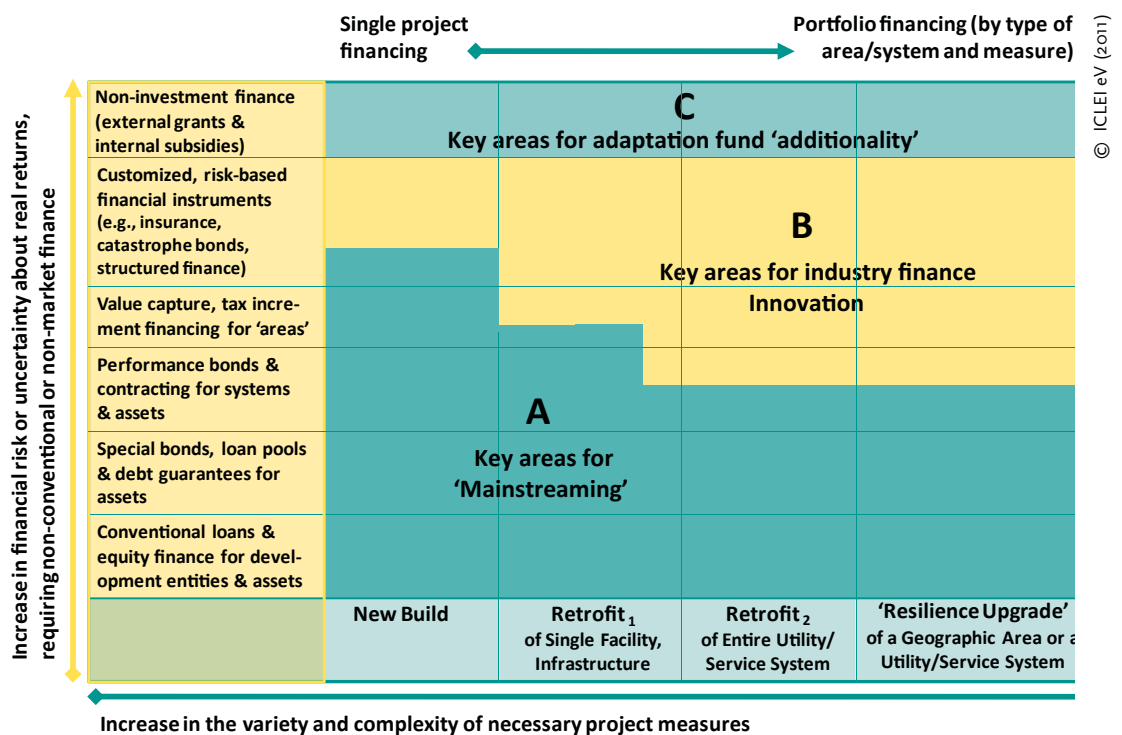 Single project
financing
Portfolio financing (by type of
area/system and measure)
© ICLEI eV (2011)
Increase in financial risk or uncertainty about real returns,
requiring non-conventional or non-market finance
Non-investment finance
(external grants &
internal subsidies)
C
Key areas for adaptation fund ‘additionality’
Customized, risk-based
financial instruments
(e.g., insurance,
catastrophe bonds,
structured finance)
B
Key areas for industry finance
Innovation
Value capture, tax incre-
ment financing for ‘areas’
Performance bonds &
contracting for systems
& assets
A
Key areas for
‘Mainstreaming’
Special bonds, loan pools
& debt guarantees for
assets
Conventional loans &
equity finance for devel-
opment entities & assets
New Build
Retrofit 1
of Single Facility,
Infrastructure
Retrofit 2
of Entire Utility/
Service System
‘Resilience Upgrade’
of a Geographic Area or a
Utility/Service System
Increase in the variety and complexity of necessary project measures